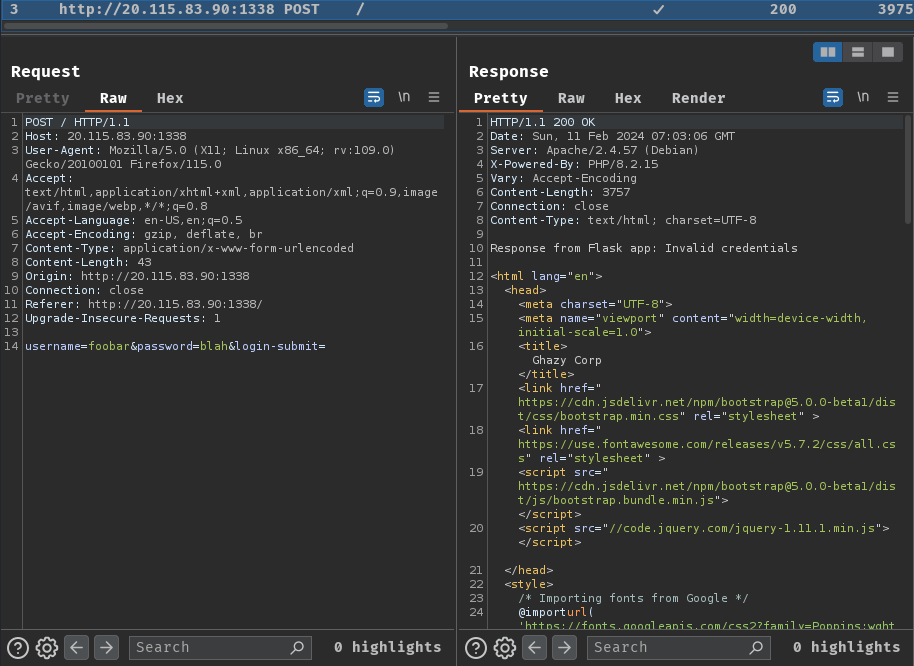 3 http://20.115.83.90:1338 POST / ✓ 200 3975
Request
Pretty Raw Hex \n
1 POST / HTTP/1.1
2 Host: 20.115.83.90:1338
3 User-Agent: Mozilla/5.0 (X11; Linux x86_64; rv:109.0)
Gecko/20100101 Firefox/115.0
4 Accept:
text/html,application/xhtml+xml,application/xml;q=0.9,image
/avif,image/webp,*/*;q=0.8
5 Accept-Language: en-US,en;q=0.5
6 Accept-Encoding: gzip, deflate, br
7 Content-Type: application/x-www-form-urlencoded
8 Content-Length: 43
9 Origin: http://20.115.83.90:1338
10 Connection: close
11 Referer: http://20.115.83.90:1338/
12 Upgrade-Insecure-Requests: 1
13
14 username=foobar&password=blah&login-submit=
Search 0 highlights
Response
Pretty Raw Hex Render \n
1 HTTP/1.1 200 OK
2 Date: Sun, 11 Feb 2024 07:03:06 GMT
3 Server: Apache/2.4.57 (Debian)
4 X-Powered-By: PHP/8.2.15
5 Vary: Accept-Encoding
6 Content-Length: 3757
7 Connection: close
8 Content-Type: text/html; charset=UTF-8
9
10 Response from Flask app: Invalid credentials
11
12 <html lang="en">
13 <head>
14 <meta charset="UTF-8">
15 <meta name="viewport" content="width=device-width,
initial-scale=1.0">
16 <title>
Ghazy Corp
</title>
17 <link href="
https://cdn.jsdelivr.net/npm/bootstrap@5.0.0-beta1/dis
t/css/bootstrap.min.css" rel="stylesheet" >
18 <link href="
https://use.fontawesome.com/releases/v5.7.2/css/all.cs
s" rel="stylesheet" >
19 <script src="
https://cdn.jsdelivr.net/npm/bootstrap@5.0.0-beta1/dis
t/js/bootstrap.bundle.min.js">
</script>
20 <script src="//code.jquery.com/jquery-1.11.1.min.js">
</script>
21 </head>
22 <style>
23 /* Importing fonts from Google */
24 @importurl(
'https://fonts.googleapis.com/css2?family=Poppins:wght
Search 0 highlights